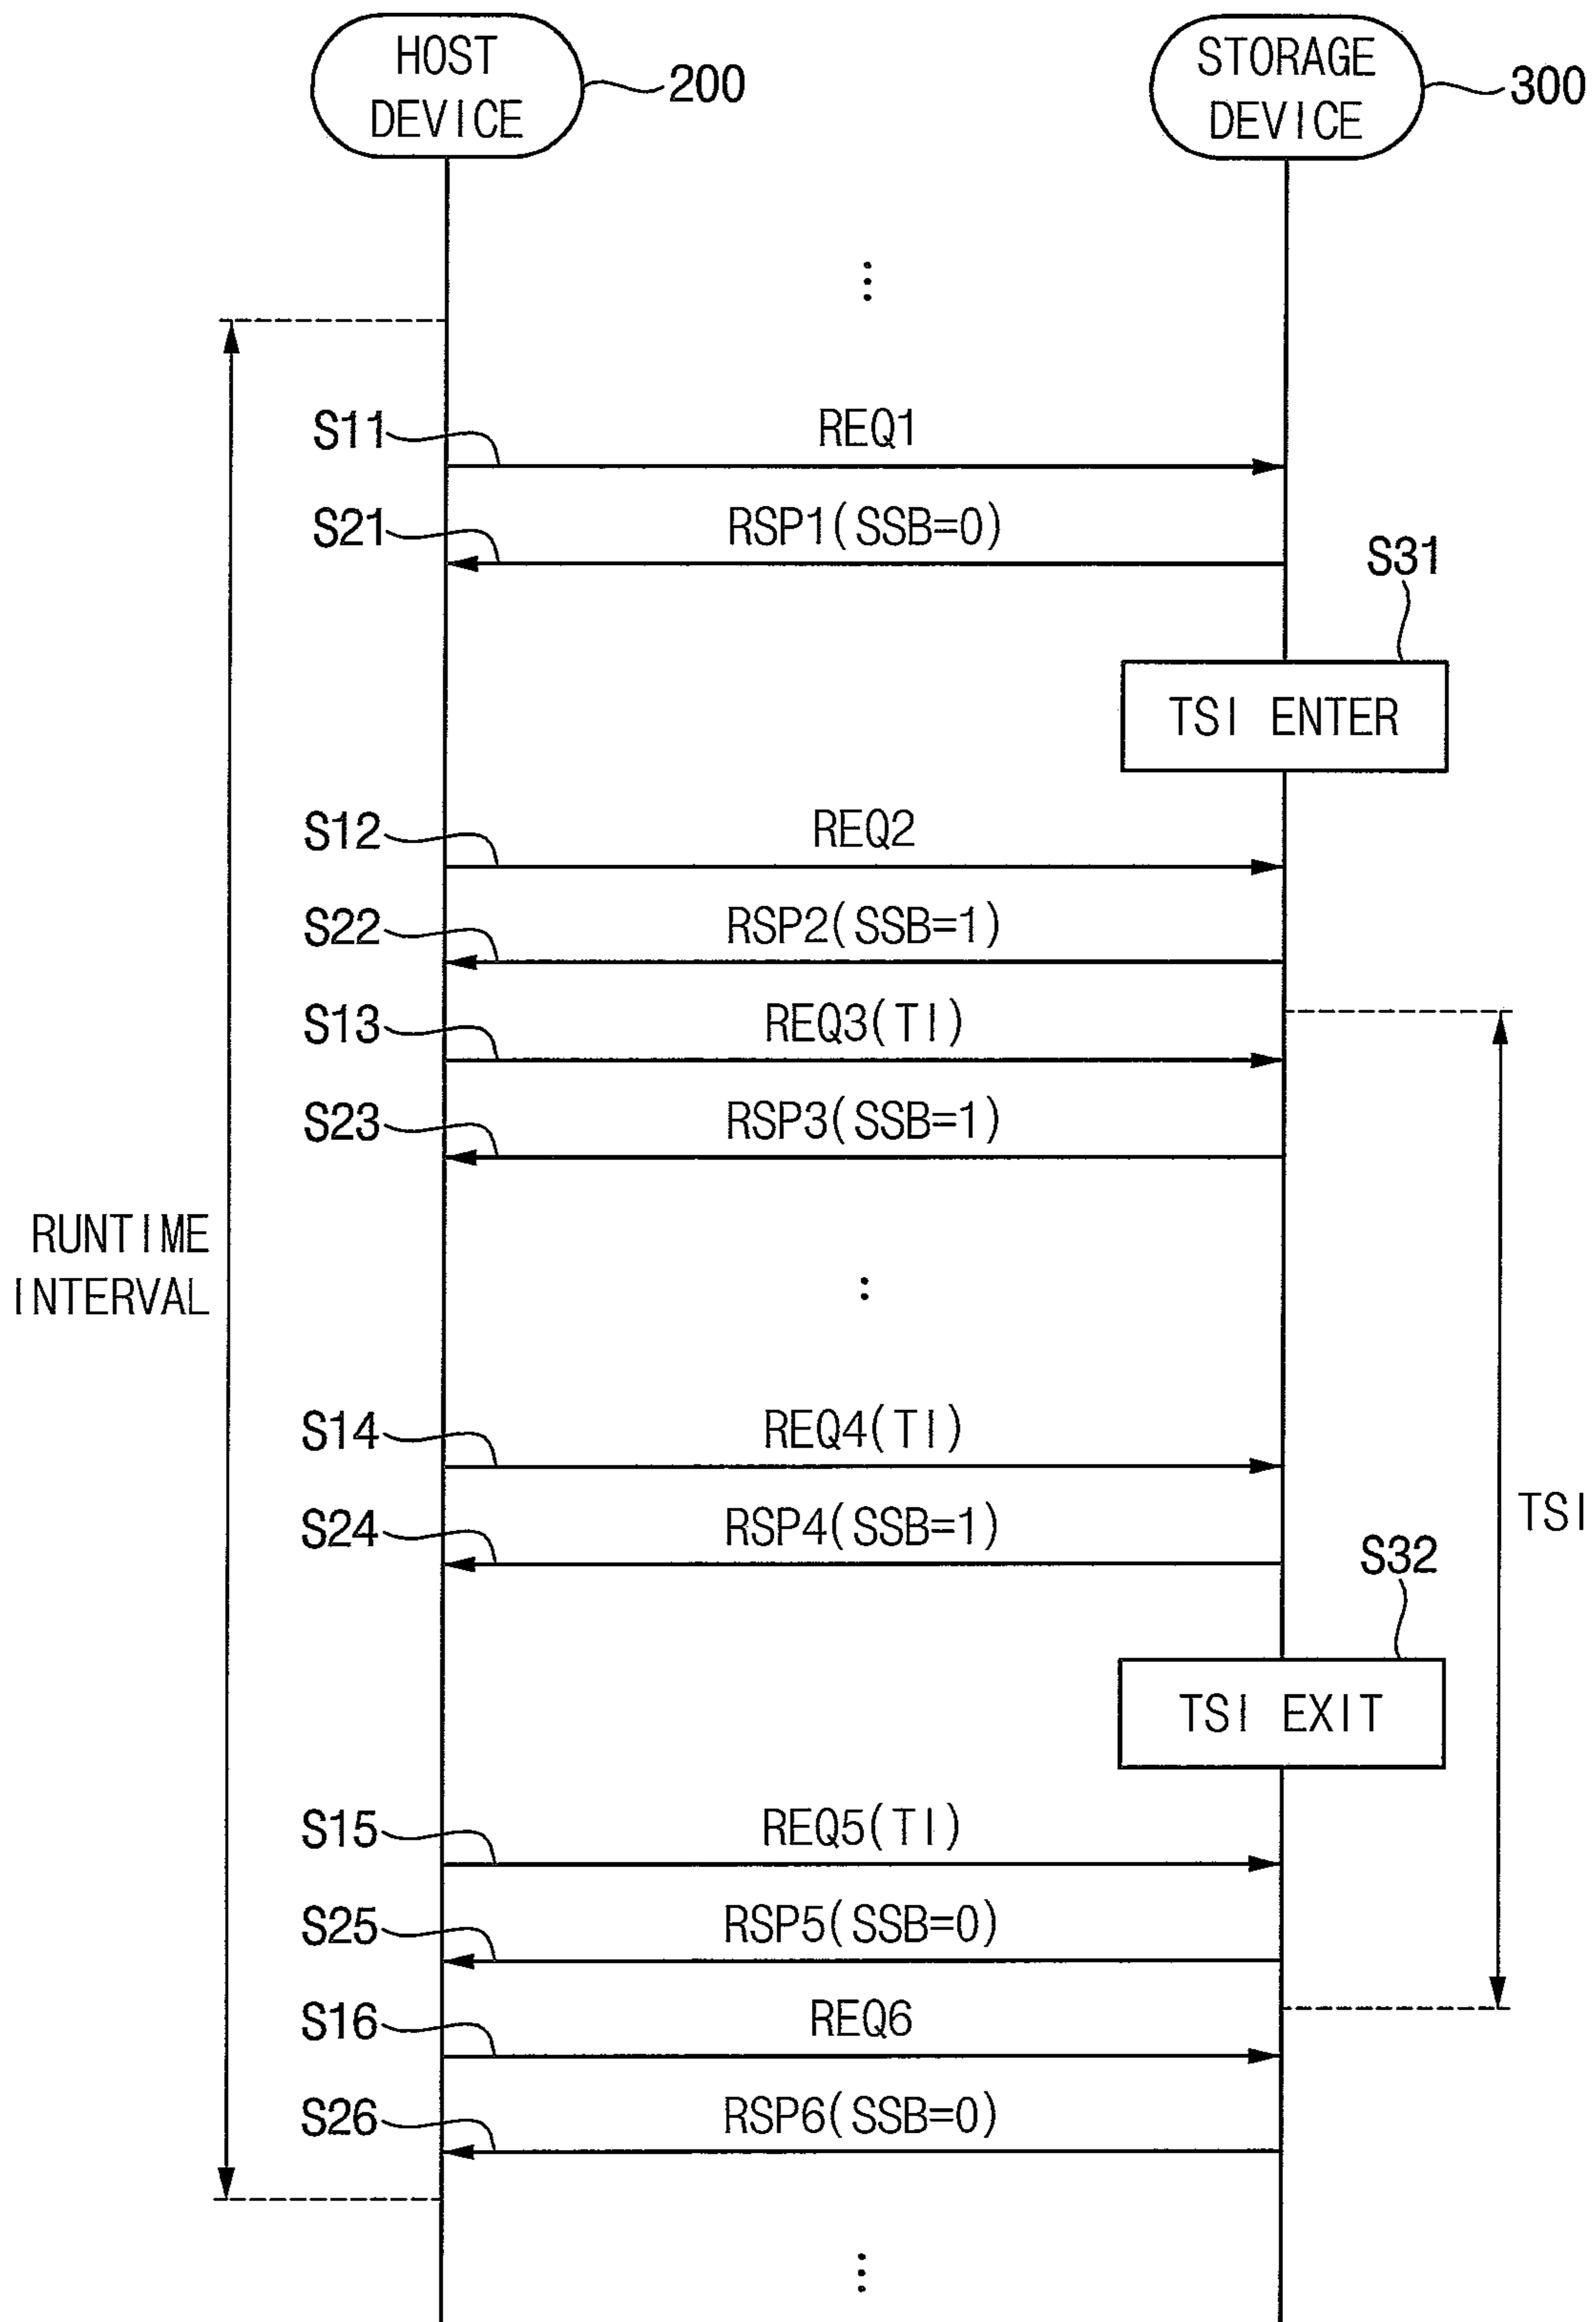 HOST
DEVICE
200
STORAGE
DEVICE
300
S11
REQ1
S21
RSP1(SSB=0)
S31
TSI ENTER
S12
REQ2
S22
RSP2(SSB=1)
S13
REQ3(TI)
S23
RSP3(SSB=1)
RUNTIME
INTERVAL
S14
REQ4(TI)
S24
RSP4(SSB=1)
TSI
S32
TSI EXIT
S15
REQ5(TI)
S25
RSP5(SSB=0)
S16
REQ6
S26
RSP6(SSB=0)